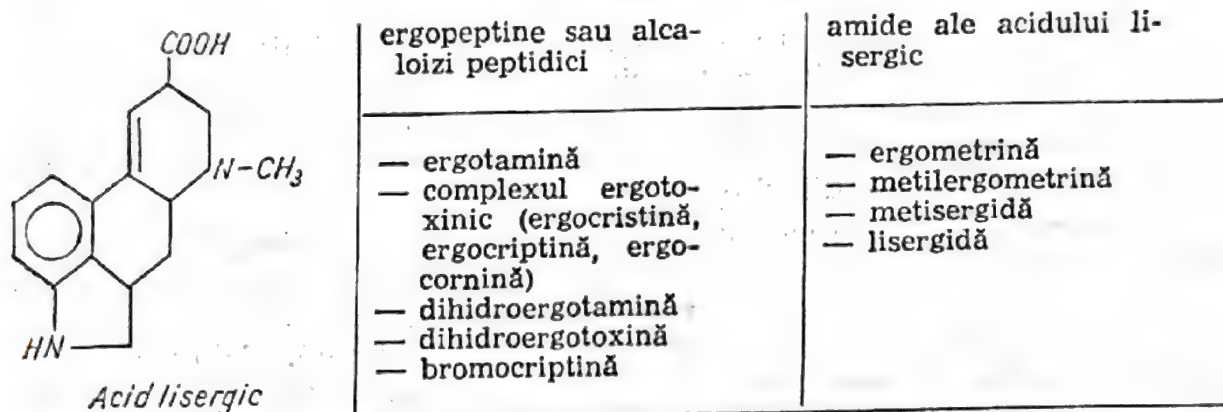 COOH
N-CH₃
HN
Acid lisergic
ergopeptine sau alca-
loizi peptidici
— ergotamină
— complexul ergoto-
xinic (ergocristină,
ergocriptină, ergo-
cornină)
— dihidroergotamină
— dihidroergotoxină
— bromocriptină
amide ale acidului li-
sergic
— ergometrină
— metilergometrină
— metisergidă
— lisergidă